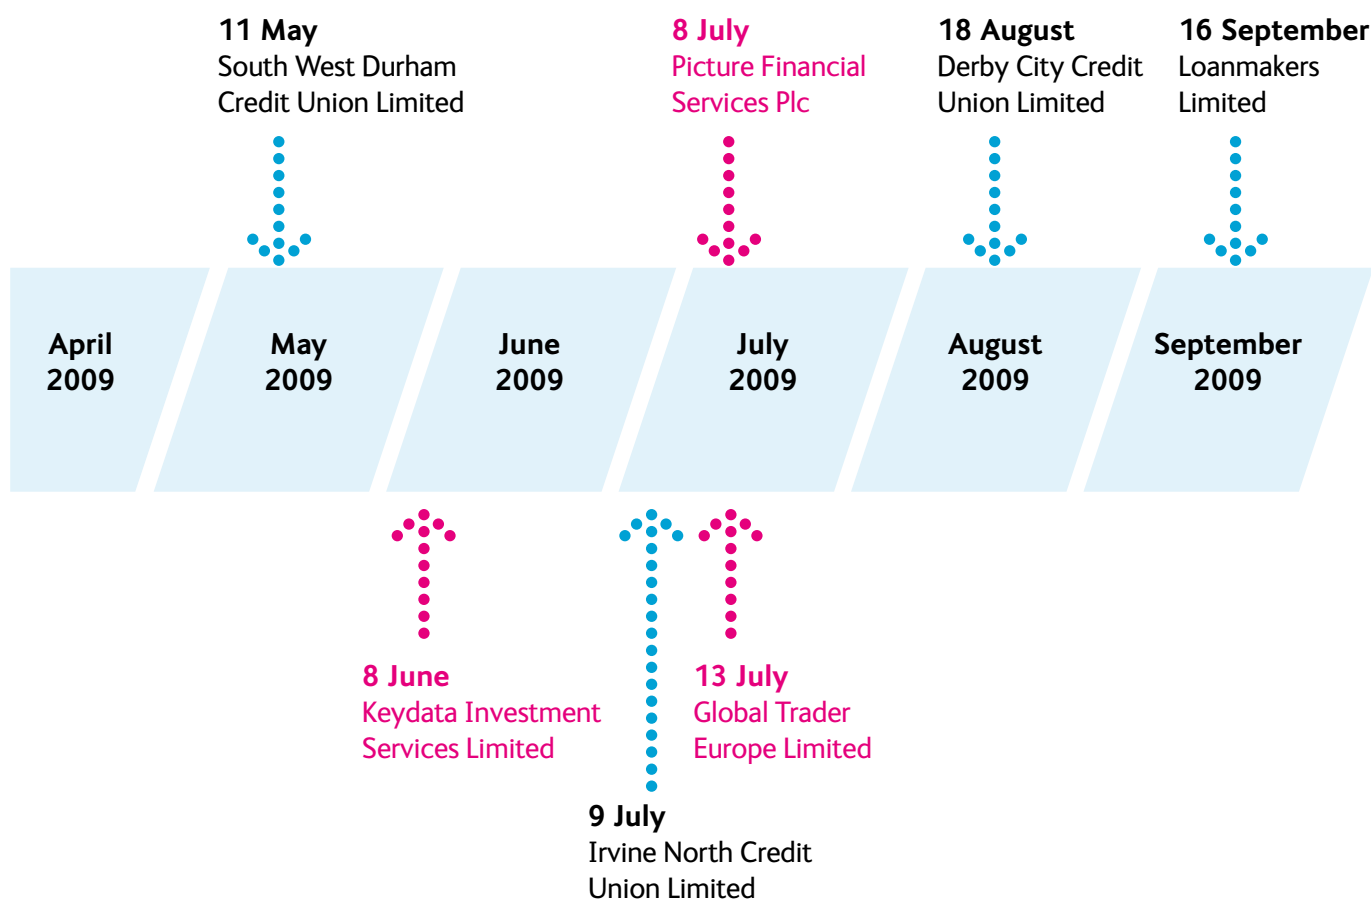 11 May
South West Durham
Credit Union Limited
8 July
Picture Financial
Services Plc
18 August
Derby City Credit
Union Limited
16 September
Loanmakers
Limited
April
2009
May
2009
June
2009
July
2009
August
2009
September
2009
8 June
Keydata Investment
Services Limited
13 July
Global Trader
Europe Limited
9 July
Irvine North Credit
Union Limited